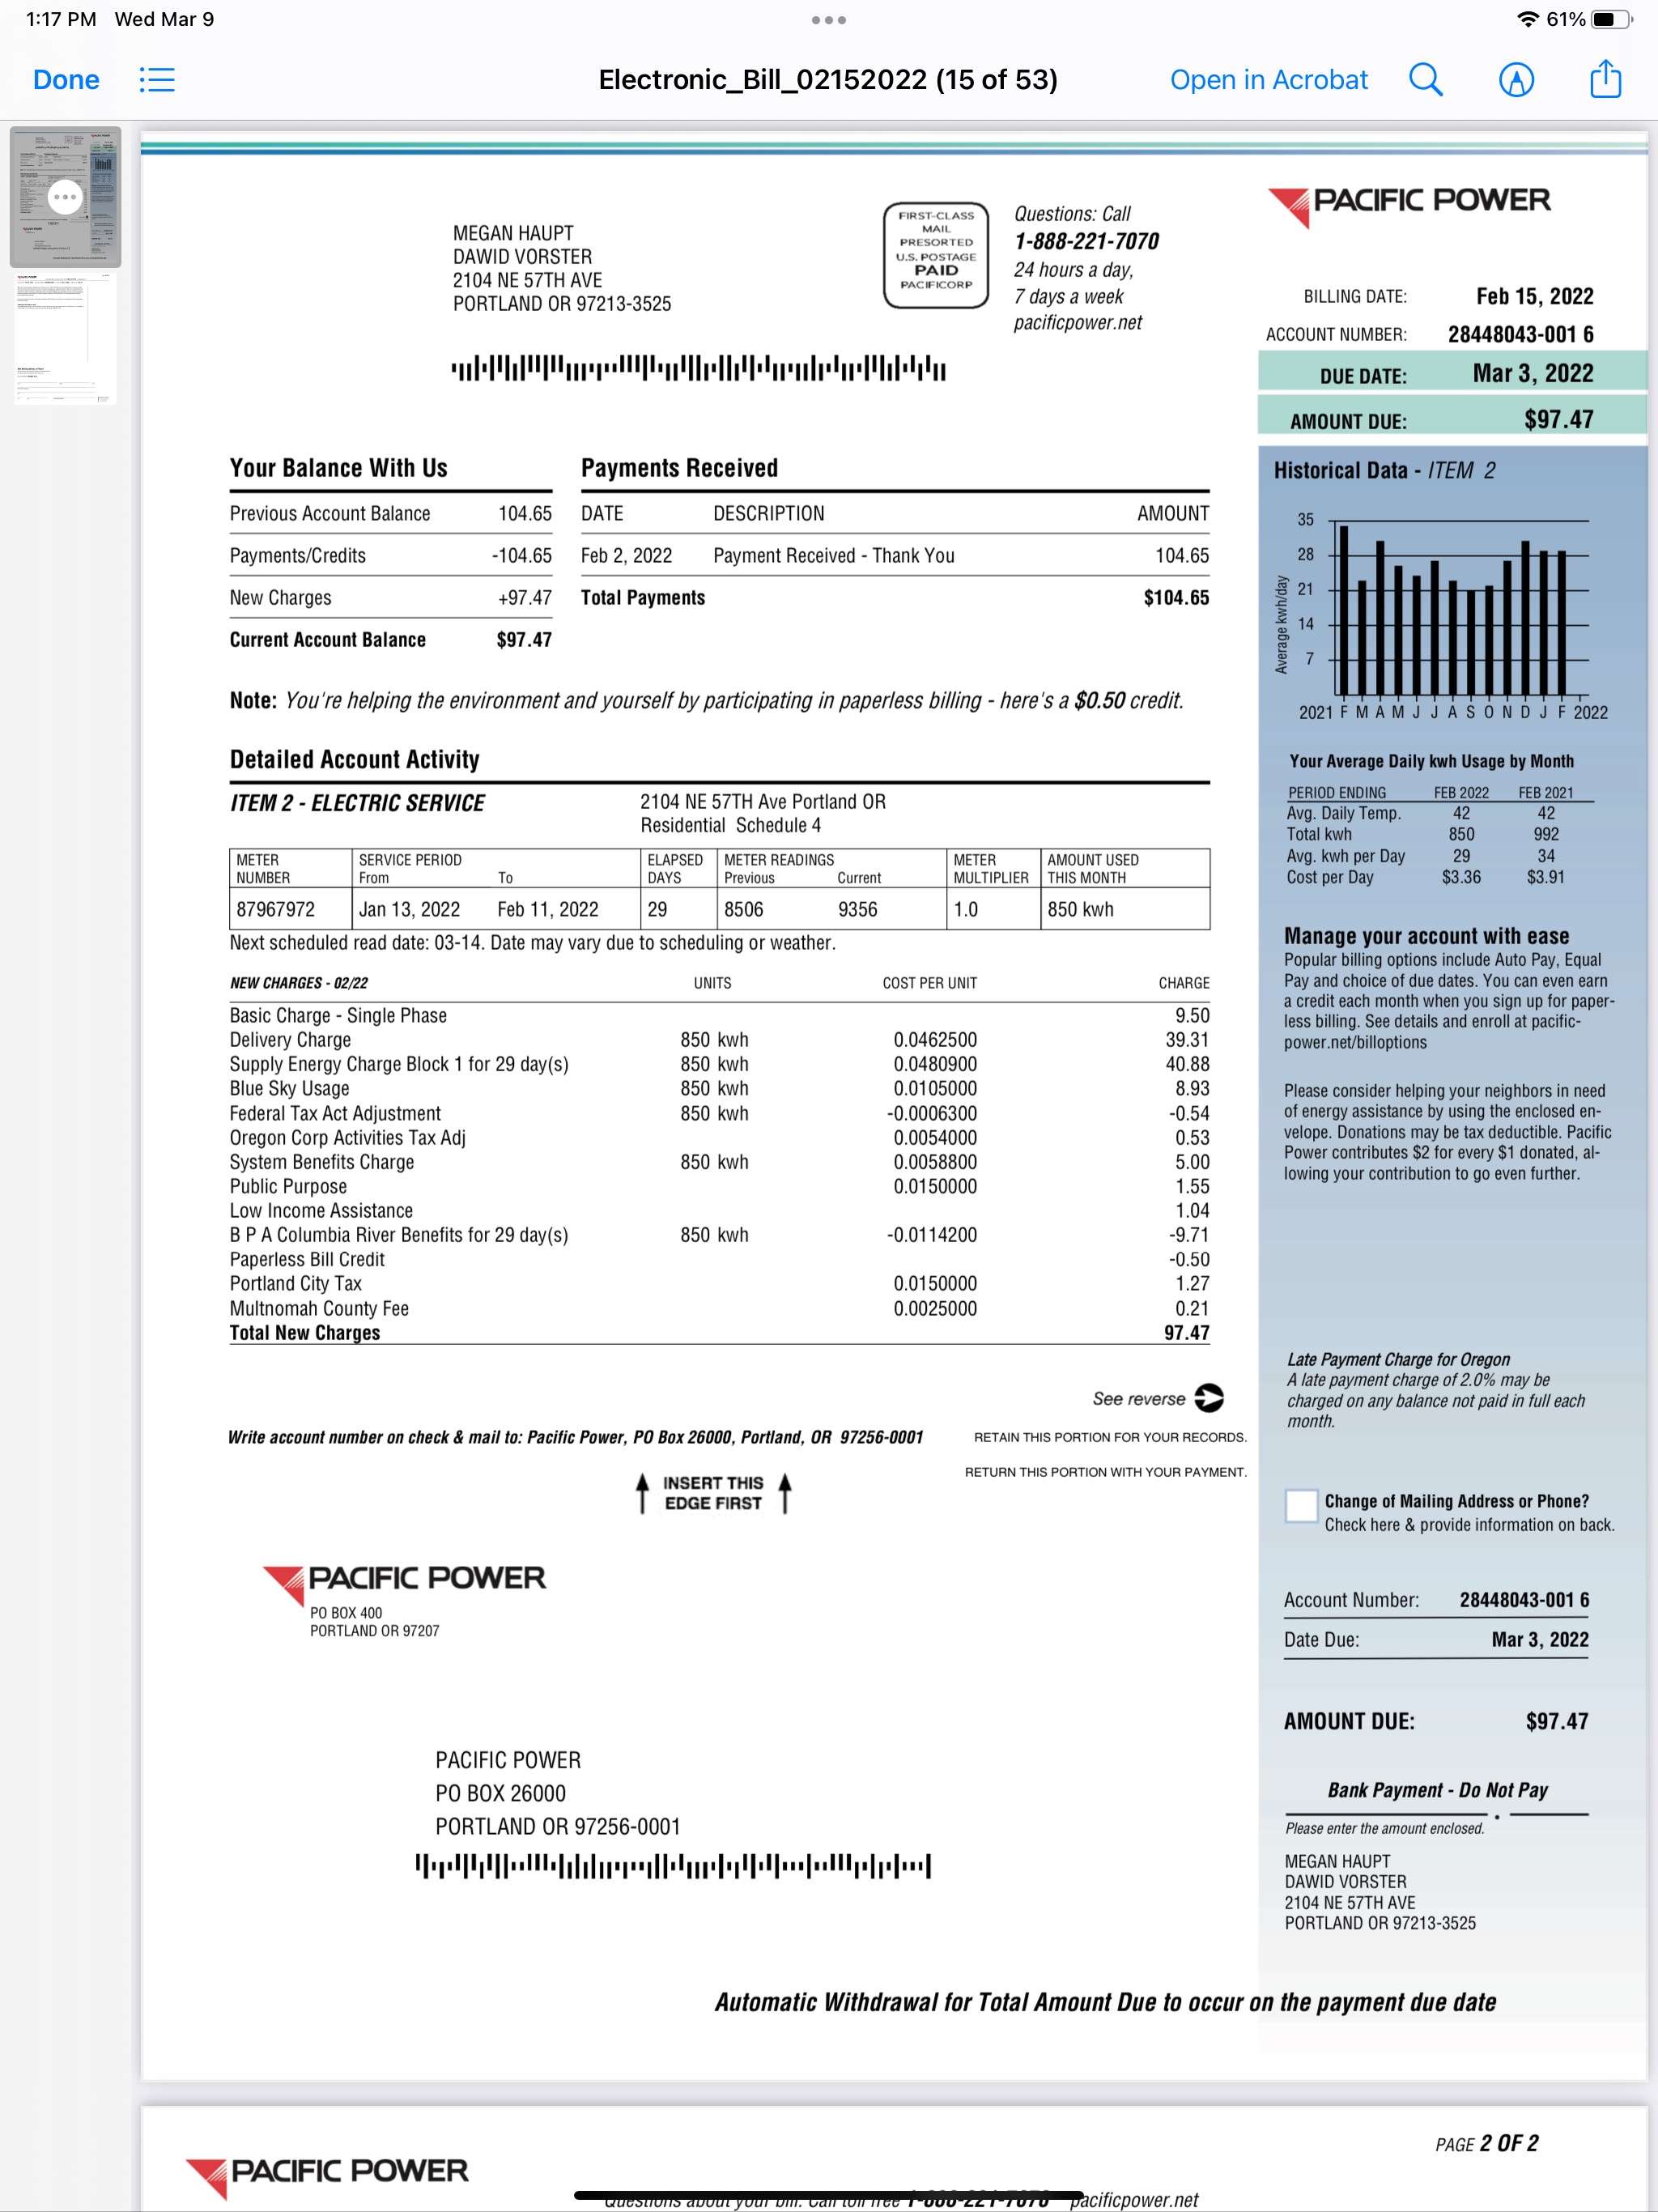 1:17 PM Wed Mar 9
61%
Done
Electronic_Bill_02152022 (15 of 53)
Open in Acrobat
PACIFIC POWER
FIRST-CLASS
MAIL
PRESORTED
U.S. POSTAGE
PAID
PACIFICORP
Questions: Call
1-888-221-7070
24 hours a day,
7 days a week
pacificpower.net
MEGAN HAUPT
DAWID VORSTER
2104 NE 57TH AVE
PORTLAND OR 97213-3525
BILLING DATE: Feb 15, 2022
ACCOUNT NUMBER: 28448043-001 6
DUE DATE: Mar 3, 2022
AMOUNT DUE: $97.47
Your Balance With Us
Previous Account Balance 104.65
Payments/Credits -104.65
New Charges +97.47
Current Account Balance $97.47
Payments Received
DATE DESCRIPTION AMOUNT
Feb 2, 2022 Payment Received - Thank You 104.65
Total Payments $104.65
Historical Data - ITEM 2
35
28
21
14
7
Average kwh/day
2021 F M A M J J A S O N D J F 2022
Note: You're helping the environment and yourself by participating in paperless billing - here's a $0.50 credit.
Detailed Account Activity
ITEM 2 - ELECTRIC SERVICE 2104 NE 57TH Ave Portland OR
Residential Schedule 4
METER SERVICE PERIOD ELAPSED METER READINGS METER AMOUNT USED
NUMBER From To DAYS Previous Current MULTIPLIER THIS MONTH
87967972 Jan 13, 2022 Feb 11, 2022 29 8506 9356 1.0 850 kwh
Next scheduled read date: 03-14. Date may vary due to scheduling or weather.
NEW CHARGES - 02/22 UNITS COST PER UNIT CHARGE
Basic Charge - Single Phase 9.50
Delivery Charge 850 kwh 0.0462500 39.31
Supply Energy Charge Block 1 for 29 day(s) 850 kwh 0.0480900 40.88
Blue Sky Usage 850 kwh 0.0105000 8.93
Federal Tax Act Adjustment 850 kwh -0.0006300 -0.54
Oregon Corp Activities Tax Adj 0.0054000 0.53
System Benefits Charge 850 kwh 0.0058800 5.00
Public Purpose 0.0150000 1.55
Low Income Assistance 1.04
B P A Columbia River Benefits for 29 day(s) 850 kwh -0.0114200 -9.71
Paperless Bill Credit -0.50
Portland City Tax 0.0150000 1.27
Multnomah County Fee 0.0025000 0.21
Total New Charges 97.47
Your Average Daily kwh Usage by Month
PERIOD ENDING FEB 2022 FEB 2021
Avg. Daily Temp. 42 42
Total kwh 850 992
Avg. kwh per Day 29 34
Cost per Day $3.36 $3.91
Manage your account with ease
Popular billing options include Auto Pay, Equal
Pay and choice of due dates. You can even earn
a credit each month when you sign up for paper-
less billing. See details and enroll at pacific-
power.net/billoptions
Please consider helping your neighbors in need
of energy assistance by using the enclosed en-
velope. Donations may be tax deductible. Pacific
Power contributes $2 for every $1 donated, al-
lowing your contribution to go even further.
Late Payment Charge for Oregon
A late payment charge of 2.0% may be
charged on any balance not paid in full each
month.
See reverse
Write account number on check & mail to: Pacific Power, PO Box 26000, Portland, OR 97256-0001
RETAIN THIS PORTION FOR YOUR RECORDS.
RETURN THIS PORTION WITH YOUR PAYMENT.
INSERT THIS
EDGE FIRST
Change of Mailing Address or Phone?
Check here & provide information on back.
PACIFIC POWER
PO BOX 400
PORTLAND OR 97207
Account Number: 28448043-001 6
Date Due: Mar 3, 2022
AMOUNT DUE: $97.47
PACIFIC POWER
PO BOX 26000
PORTLAND OR 97256-0001
Bank Payment - Do Not Pay
Please enter the amount enclosed.
MEGAN HAUPT
DAWID VORSTER
2104 NE 57TH AVE
PORTLAND OR 97213-3525
Automatic Withdrawal for Total Amount Due to occur on the payment due date
PAGE 2 OF 2
PACIFIC POWER
Questions about your bill: Call toll free 1-888-221-7070 pacificpower.net